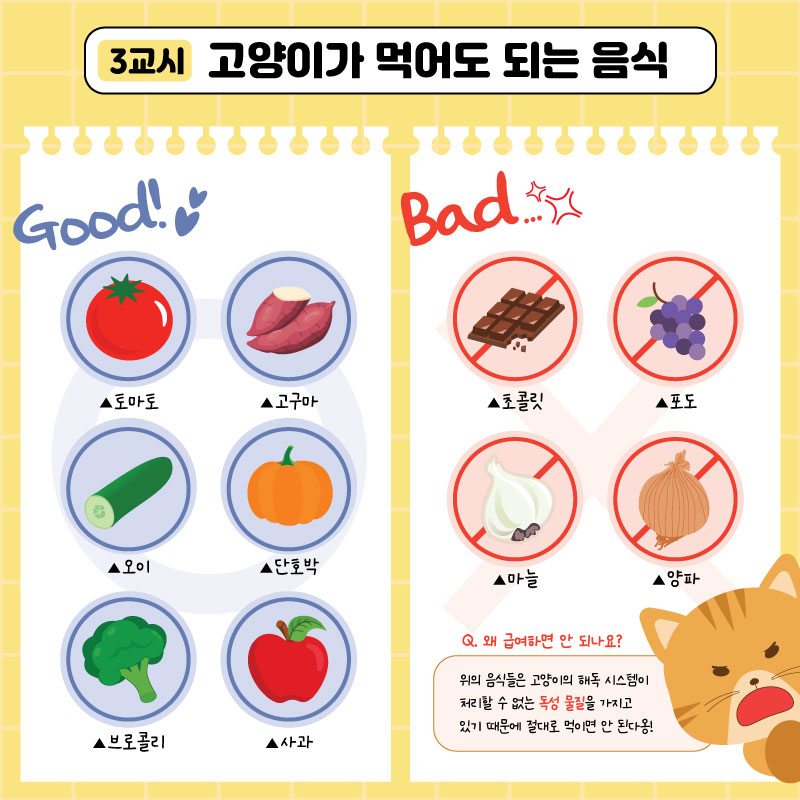 3교시 고양이가 먹어도 되는 음식
Good!
▲토마토
▲고구마
▲오이
▲단호박
▲브로콜리
▲사과
Bad...
▲초콜릿
▲포도
▲마늘
▲양파
Q. 왜 급여하면 안 되나요?
위의 음식들은 고양이의 해독 시스템이
처리할 수 없는 독성 물질을 가지고
있기 때문에 절대로 먹이면 안 된다옹!